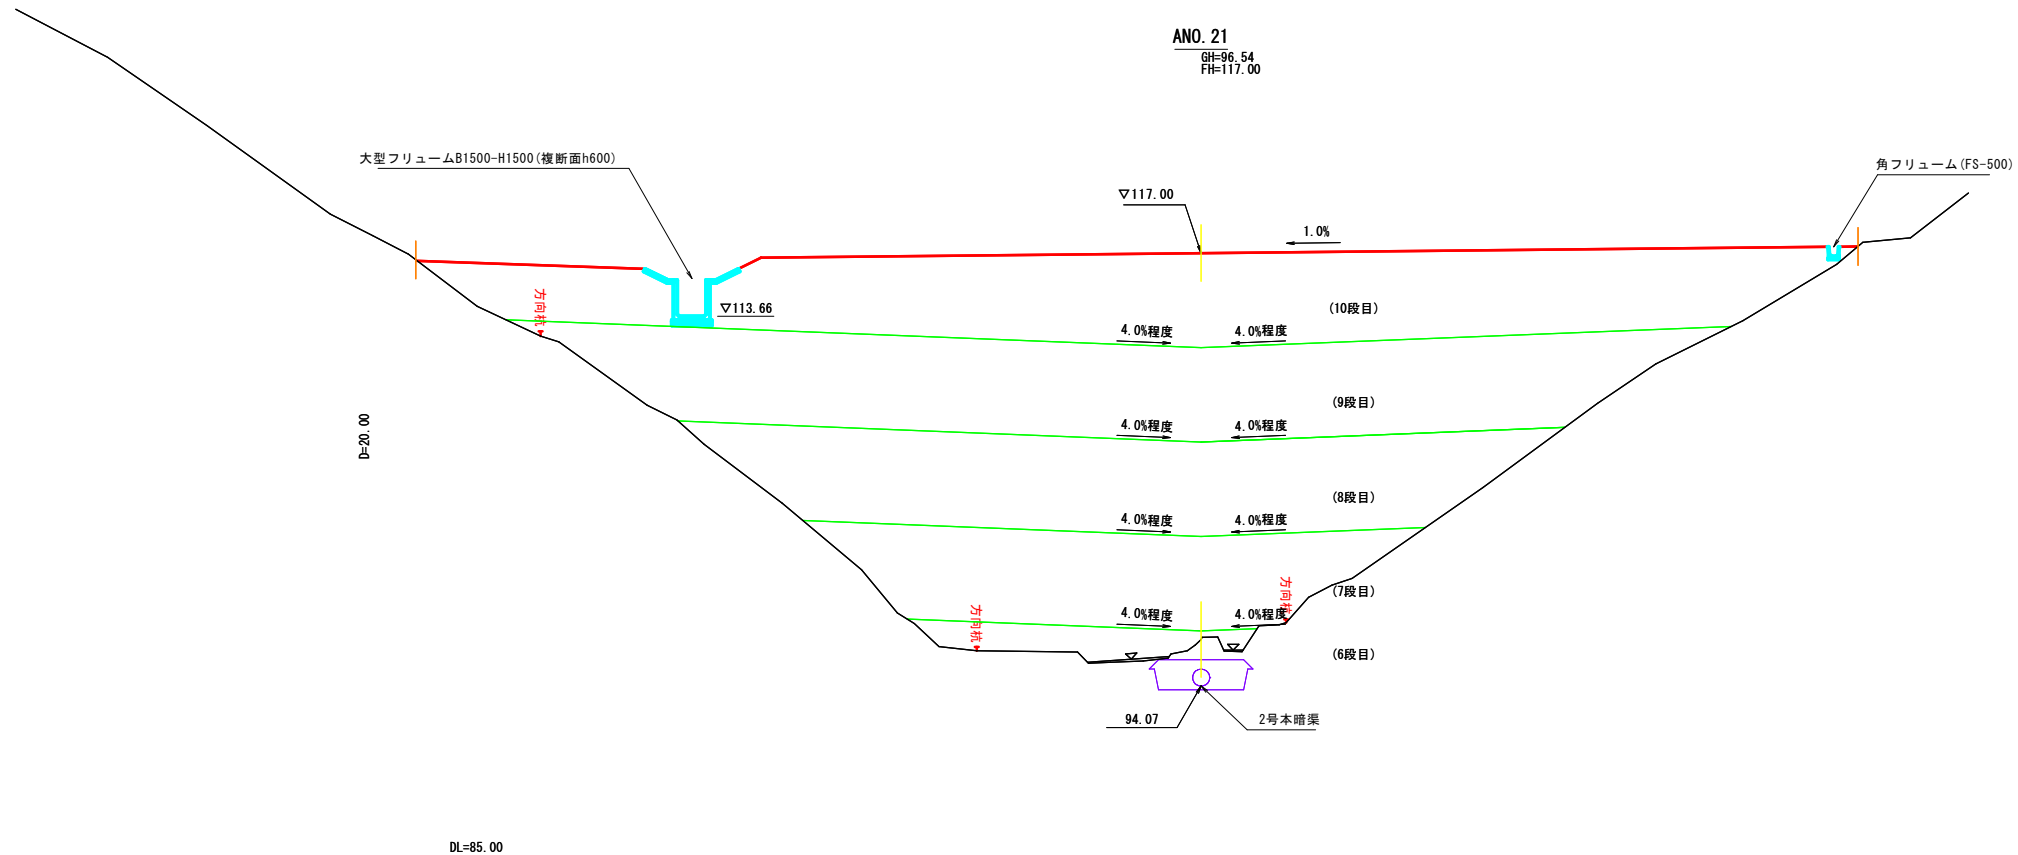 ANO. 21
GH=96.54
FH=117.00
大型フリュームB1500-H1500(複断面h600)
角フリューム(FS-500)
▽117.00
1.0%
方向杭
▽113.66
(10段目)
4.0%程度
4.0%程度
(9段目)
4.0%程度
4.0%程度
D=20.00
(8段目)
4.0%程度
4.0%程度
方向杭
(7段目)
方向杭
4.0%程度
4.0%程度
(6段目)
94.07
2号本暗渠
DL=85.00